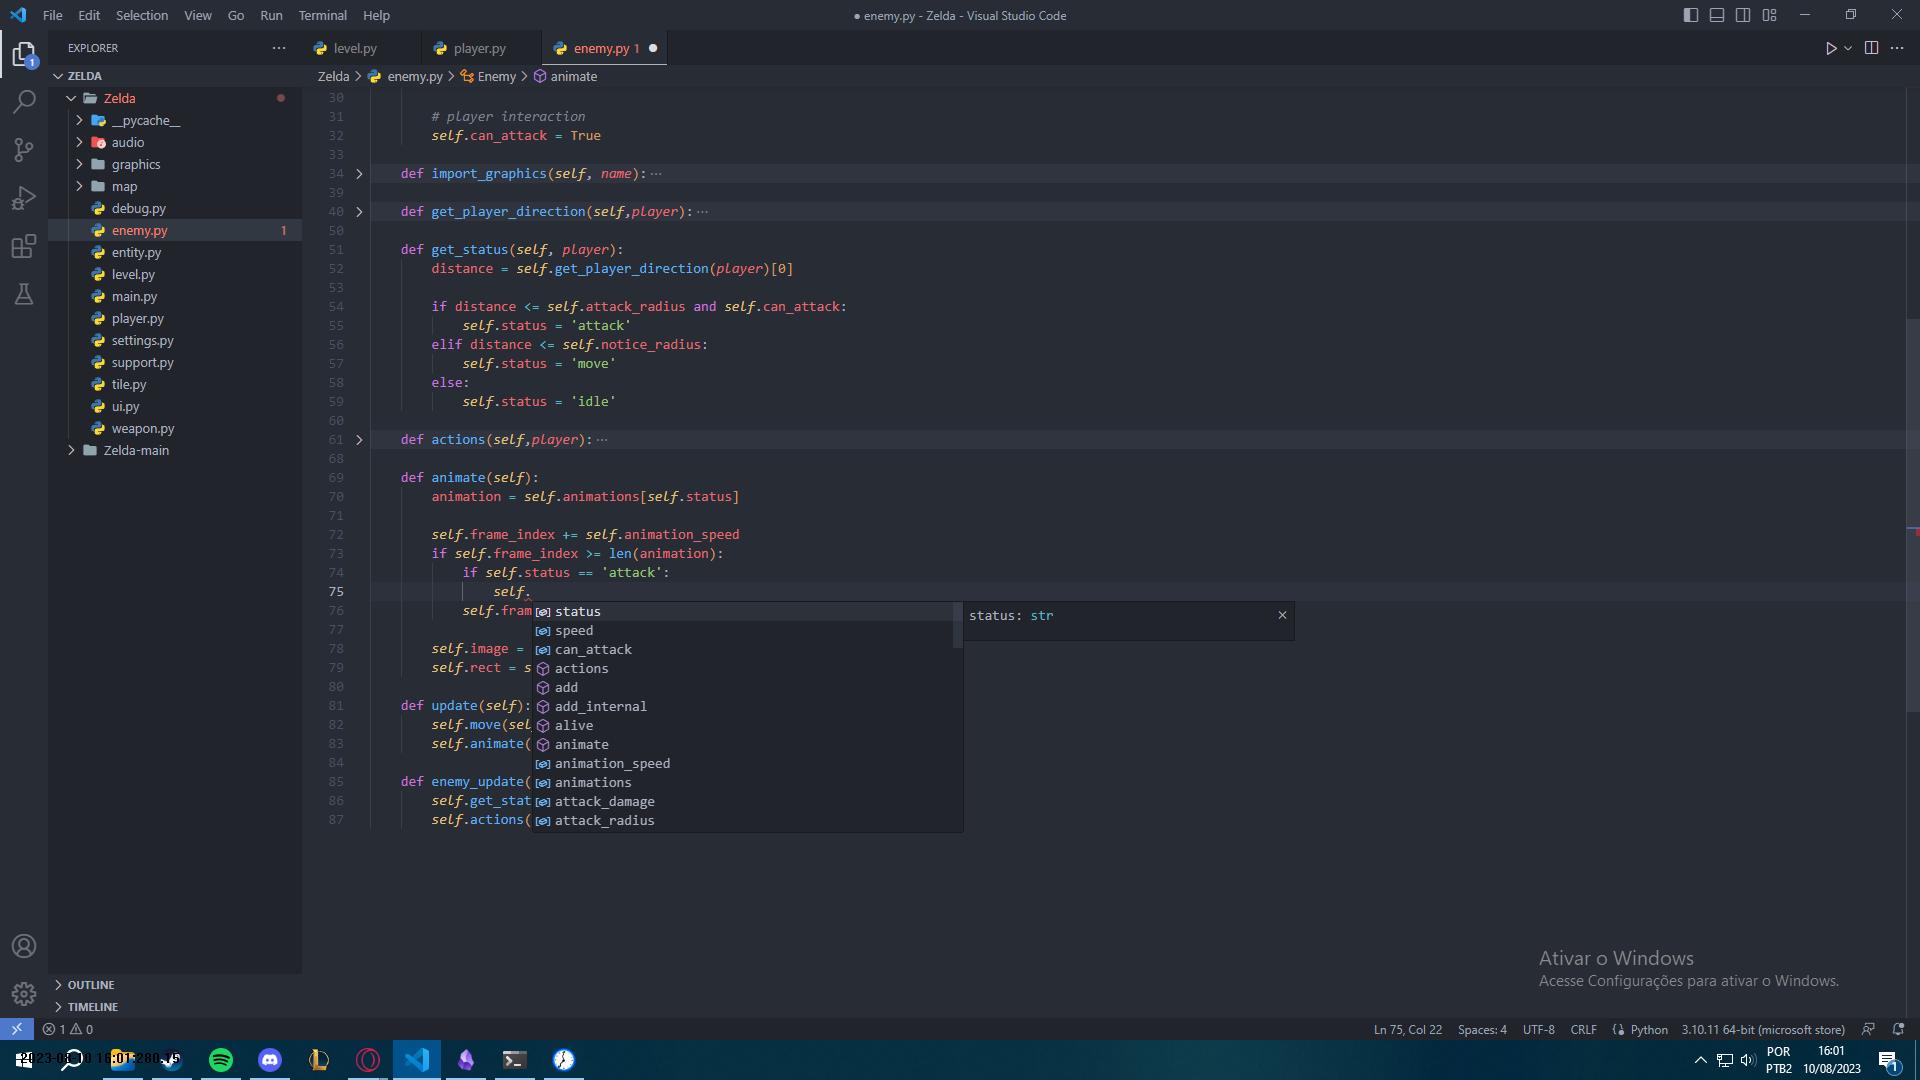 File Edit Selection View Go Run Terminal Help
● enemy.py - Zelda - Visual Studio Code
EXPLORER
level.py
player.py
enemy.py 1
ZELDA
Zelda
__pycache__
audio
graphics
map
debug.py
enemy.py 1
entity.py
level.py
main.py
player.py
settings.py
support.py
tile.py
ui.py
weapon.py
Zelda-main
OUTLINE
TIMELINE
1
Zelda > enemy.py > Enemy > animate
30
31 # player interaction
32 self.can_attack = True
33
34 def import_graphics(self, name):···
39
40 def get_player_direction(self,player):···
50
51 def get_status(self, player):
52 distance = self.get_player_direction(player)[0]
53
54 if distance <= self.attack_radius and self.can_attack:
55 self.status = 'attack'
56 elif distance <= self.notice_radius:
57 self.status = 'move'
58 else:
59 self.status = 'idle'
60
61 def actions(self,player):···
68
69 def animate(self):
70 animation = self.animations[self.status]
71
72 self.frame_index += self.animation_speed
73 if self.frame_index >= len(animation):
74 if self.status == 'attack':
75 self.
76 self.fram
77
78 self.image =
79 self.rect = s
80
81 def update(self):
82 self.move(sel
83 self.animate(
84
85 def enemy_update(
86 self.get_stat
87 self.actions(
status
speed
can_attack
actions
add
add_internal
alive
animate
animation_speed
animations
attack_damage
attack_radius
status: str
Ativar o Windows
Acesse Configurações para ativar o Windows.
1 0
Ln 75, Col 22 Spaces: 4 UTF-8 CRLF Python 3.10.11 64-bit (microsoft store)
POR
PTB2
16:01
10/08/2023
1